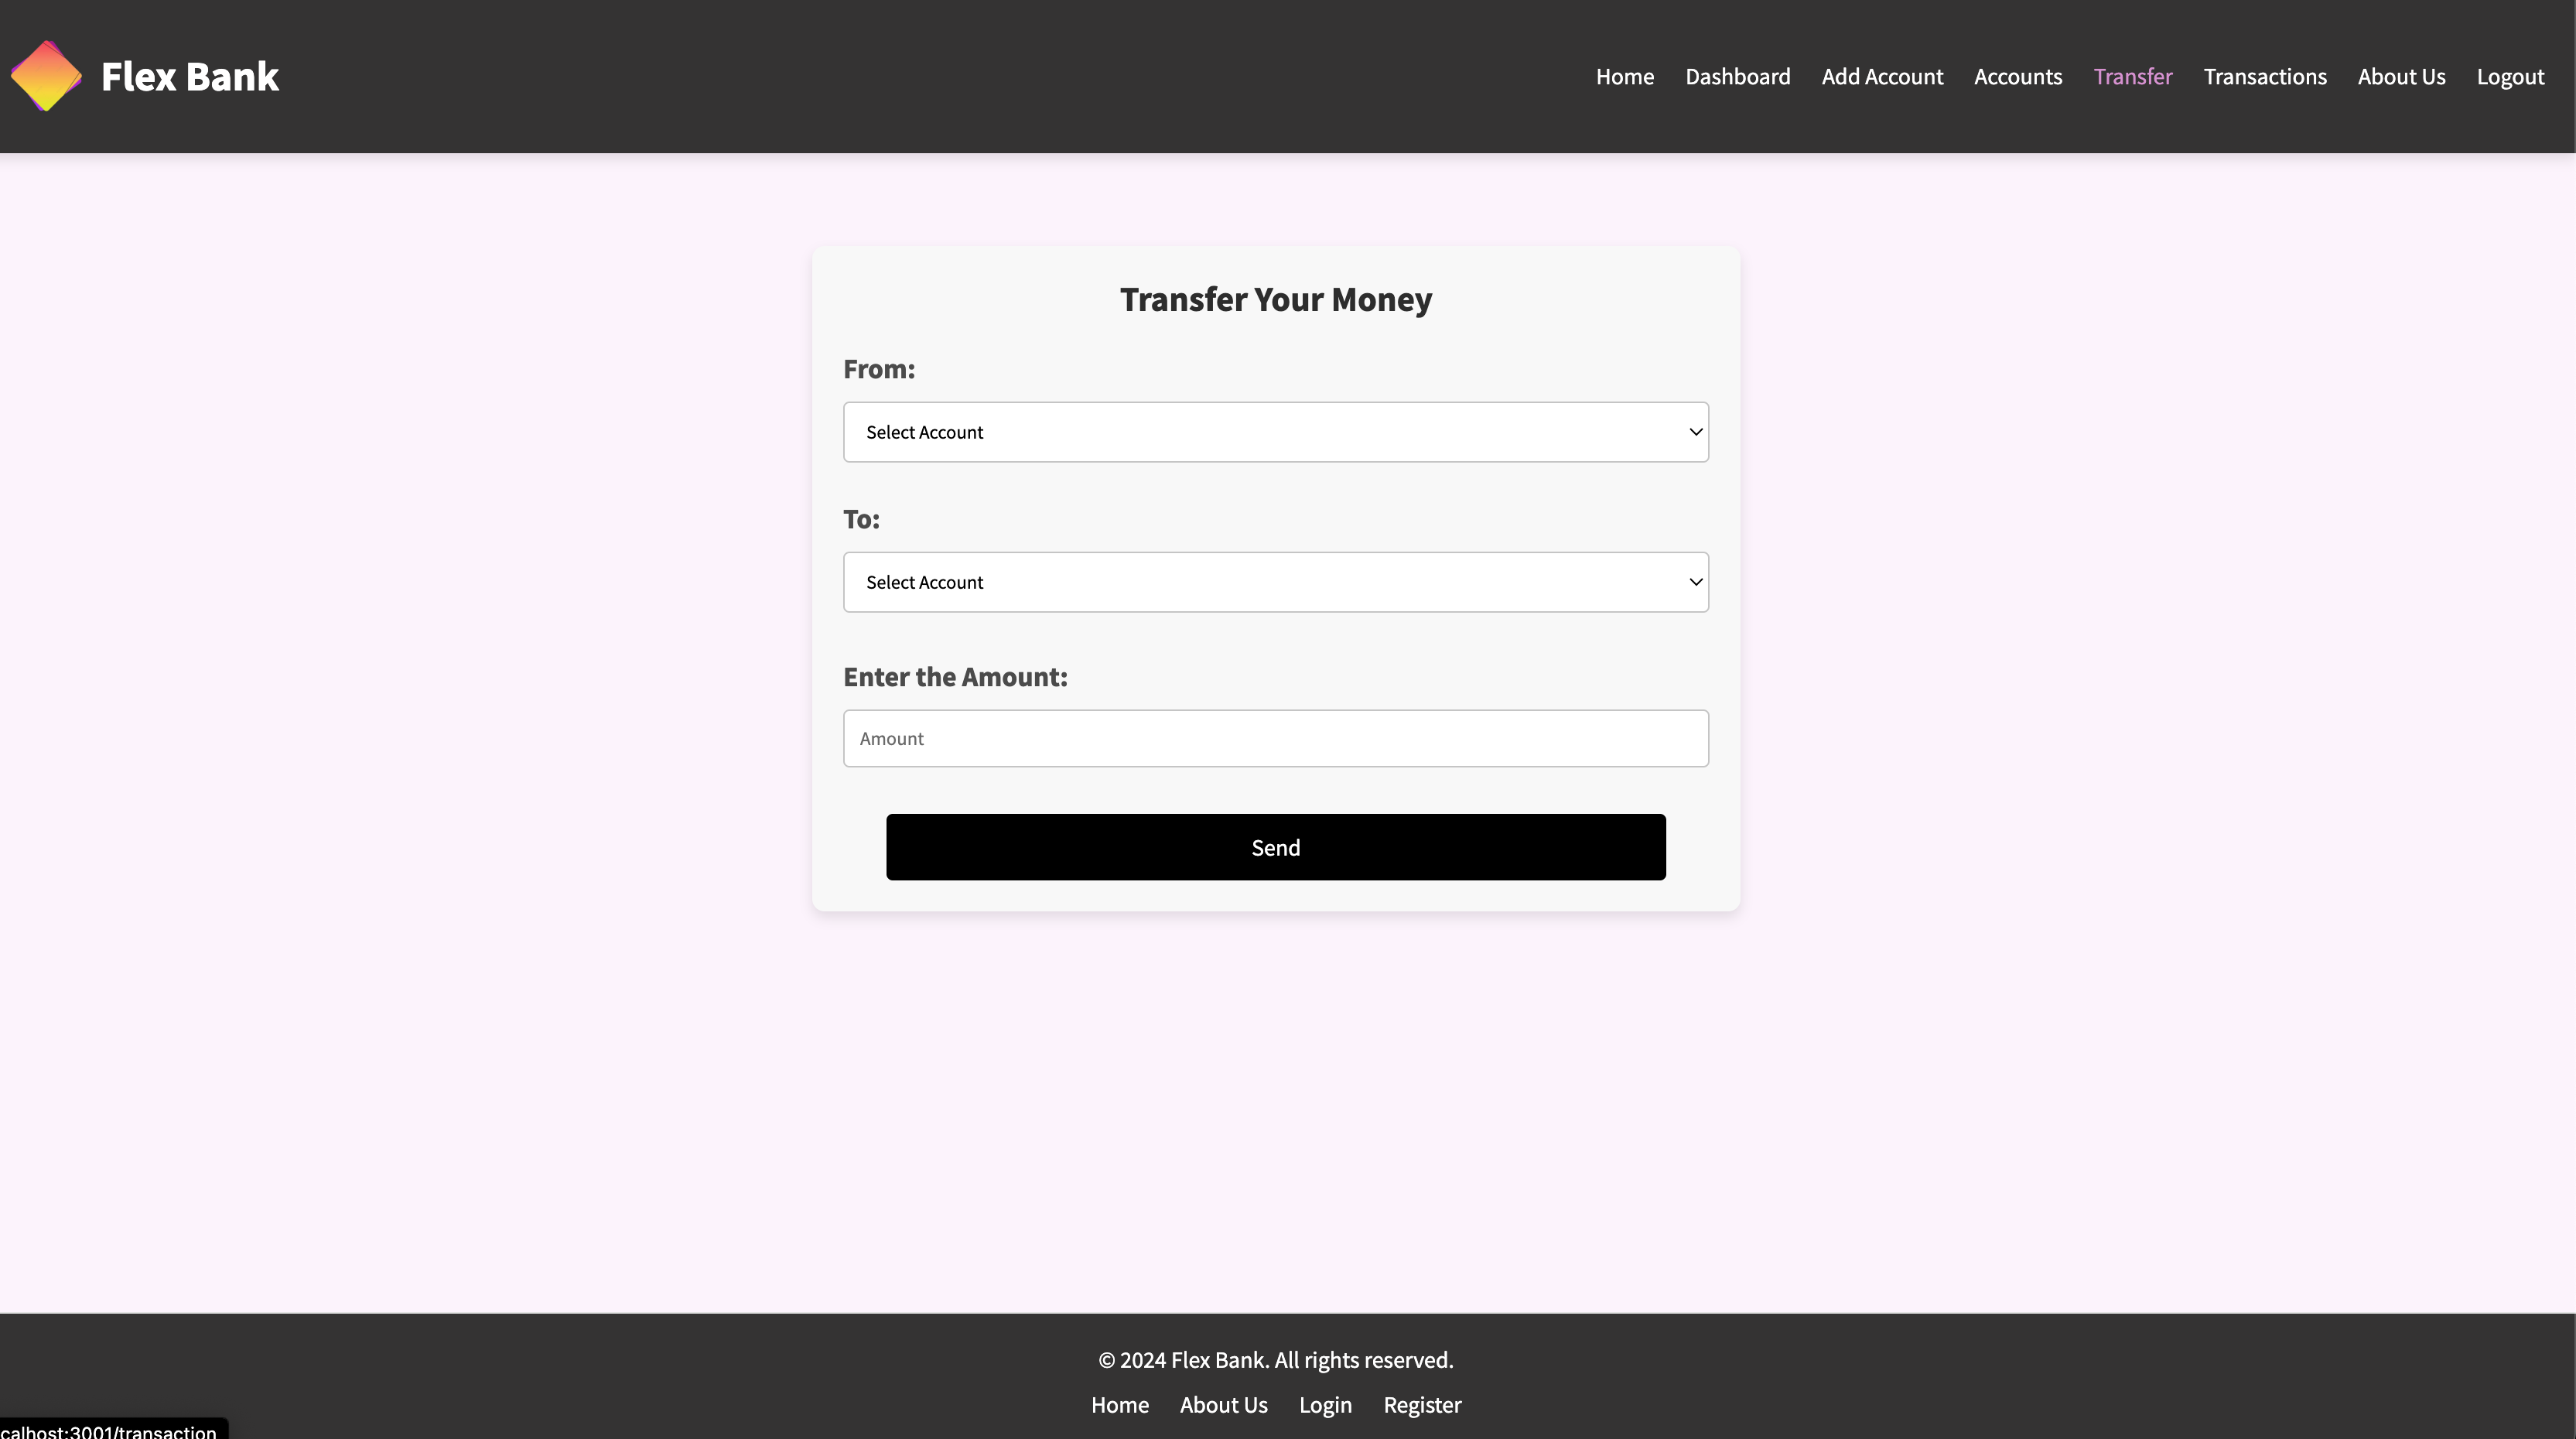 Flex Bank
Home Dashboard Add Account Accounts Transfer Transactions About Us Logout
Transfer Your Money
From:
Select Account
To:
Select Account
Enter the Amount:
Amount
Send
© 2024 Flex Bank. All rights reserved.
Home About Us Login Register
calhost:3001/transaction